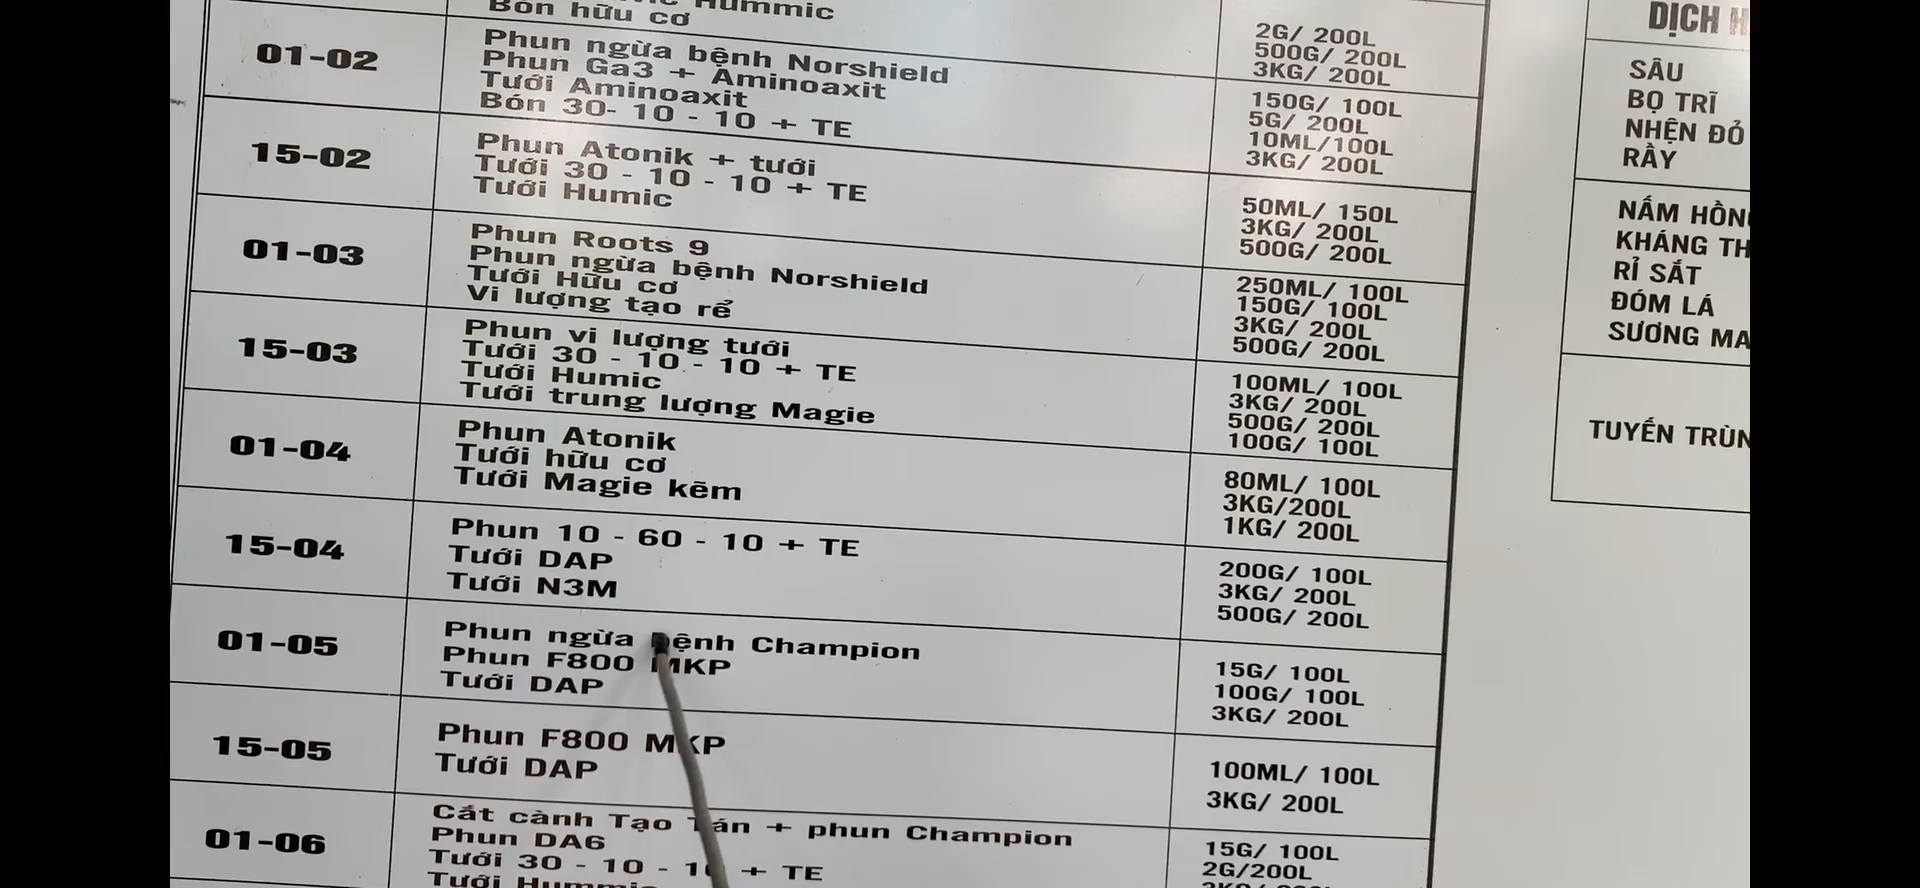 Hummic
Bón hữu cơ
2G/ 200L
500G/ 200L
3KG/ 200L
01-02
Phun ngừa bệnh Norshield
Phun Ga3 + Aminoaxit
Tưới Aminoaxit
Bón 30- 10 - 10 + TE
150G/ 100L
5G/ 200L
10ML/100L
3KG/ 200L
15-02
Phun Atonik + tưới
Tưới 30 - 10 - 10 + TE
Tưới Humic
50ML/ 150L
3KG/ 200L
500G/ 200L
01-03
Phun Roots 9
Phun ngừa bệnh Norshield
Tưới Hữu cơ
Vi lượng tạo rể
250ML/ 100L
150G/ 100L
3KG/ 200L
500G/ 200L
15-03
Phun vi lượng tưới
Tưới 30 - 10 - 10 + TE
Tưới Humic
Tưới trung lượng Magie
100ML/ 100L
3KG/ 200L
500G/ 200L
100G/ 100L
01-04
Phun Atonik
Tưới hữu cơ
Tưới Magie kẽm
80ML/ 100L
3KG/200L
1KG/ 200L
15-04
Phun 10 - 60 - 10 + TE
Tưới DAP
Tưới N3M
200G/ 100L
3KG/ 200L
500G/ 200L
01-05
Phun ngừa bệnh Champion
Phun F800 MKP
Tưới DAP
15G/ 100L
100G/ 100L
3KG/ 200L
15-05
Phun F800 MKP
Tưới DAP
100ML/ 100L
3KG/ 200L
01-06
Cắt cành Tạo Tán + phun Champion
Phun DA6
Tưới 30 - 10 - 10 + TE
Tưới Hummic
15G/ 100L
2G/200L
DỊCH
SÂU
BỌ TRĨ
NHỆN ĐỎ
RẦY
NẤM HỒN
KHÁNG TH
RỈ SẮT
ĐÓM LÁ
SƯƠNG MA
TUYẾN TRÙN